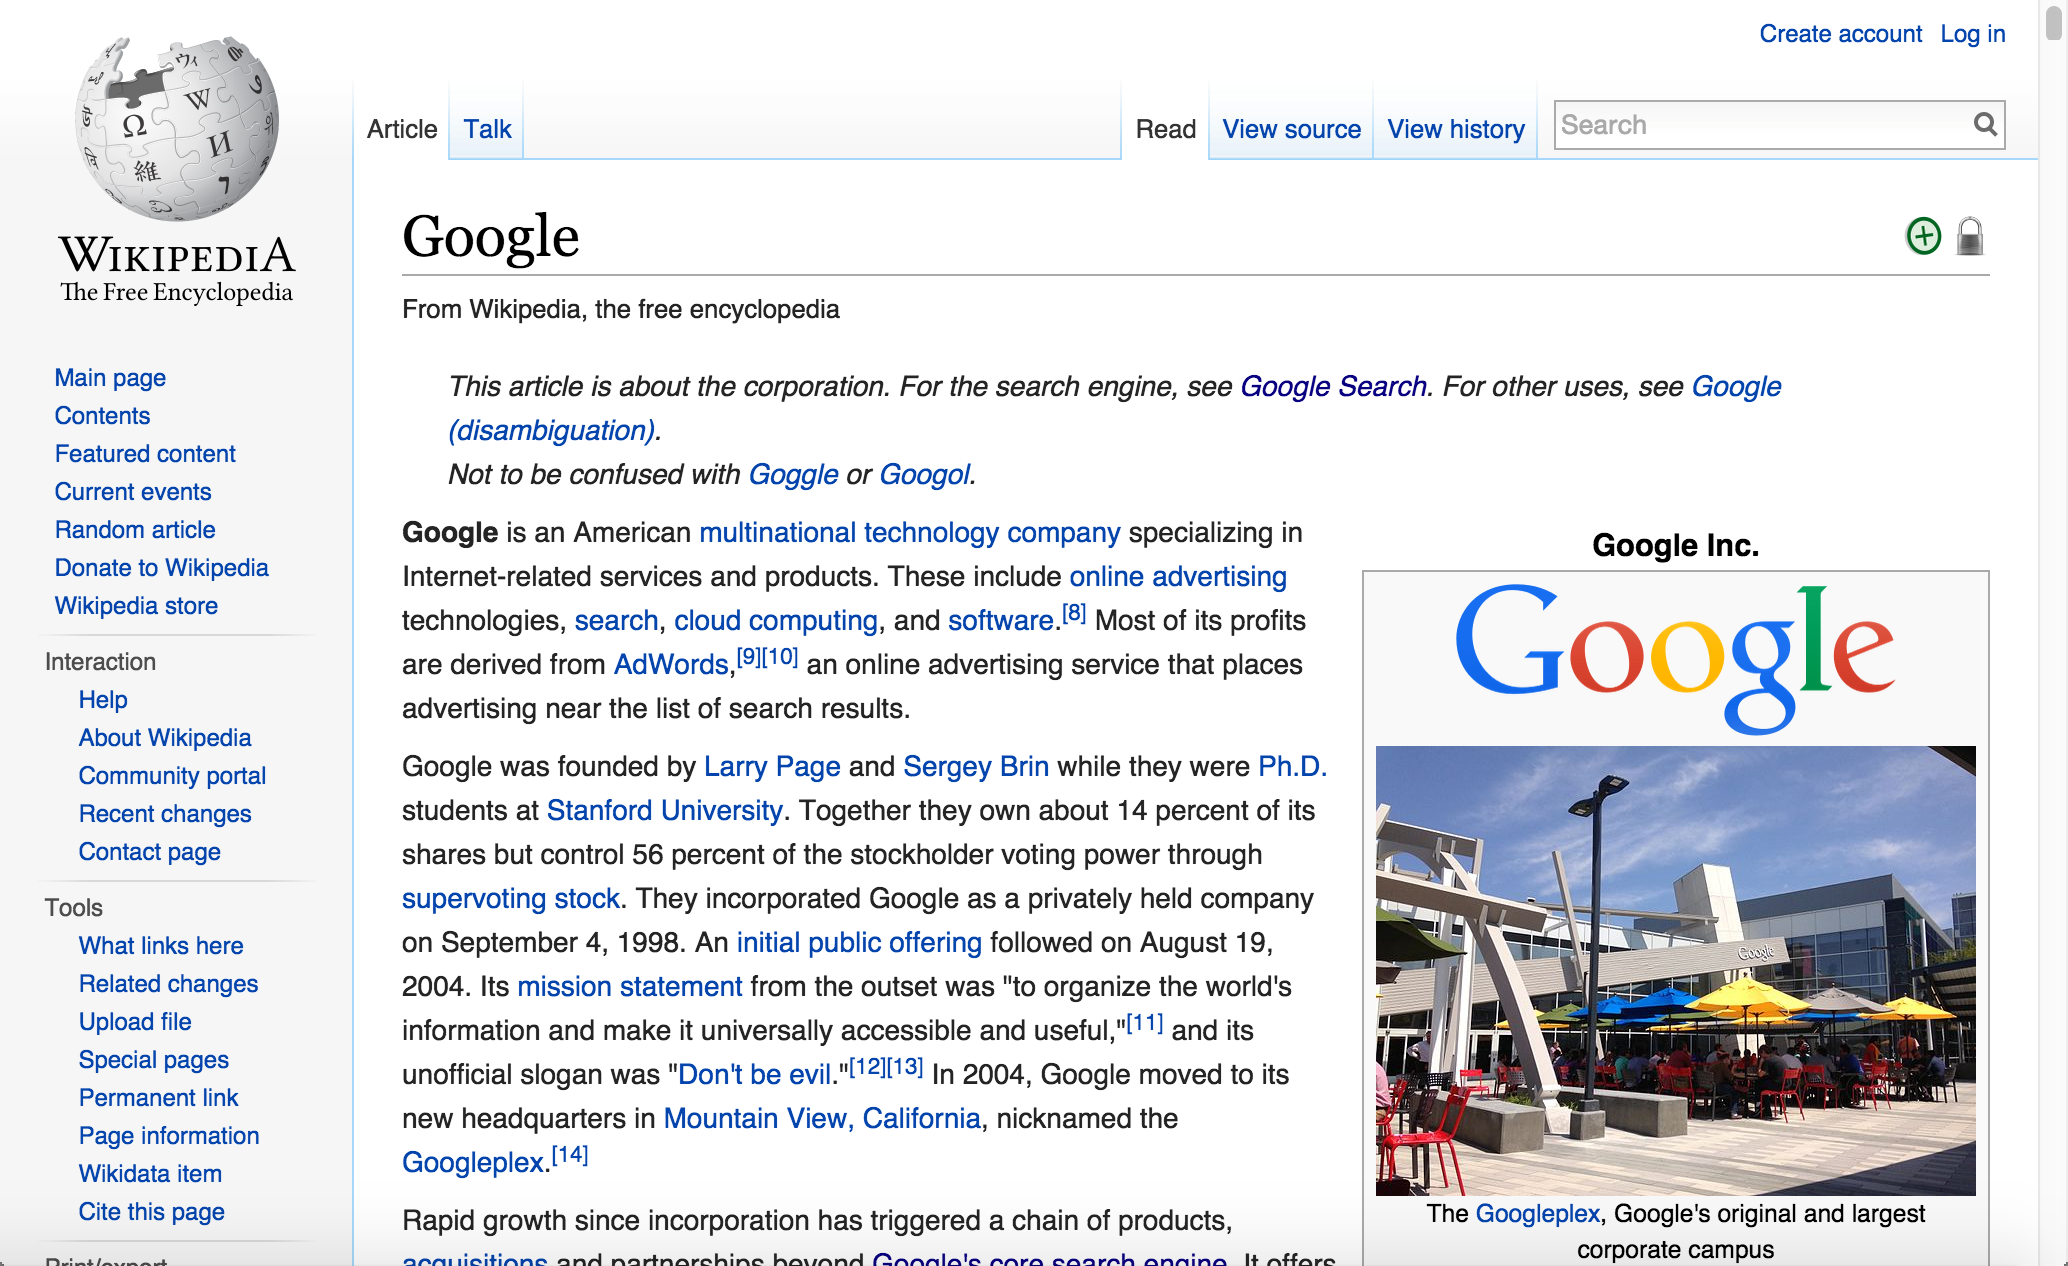 Create account Log in
Article Talk Read View source View history Search
WIKIPEDIA
The Free Encyclopedia
Main page
Contents
Featured content
Current events
Random article
Donate to Wikipedia
Wikipedia store
Interaction
Help
About Wikipedia
Community portal
Recent changes
Contact page
Tools
What links here
Related changes
Upload file
Special pages
Permanent link
Page information
Wikidata item
Cite this page
Print/export
Google
From Wikipedia, the free encyclopedia
This article is about the corporation. For the search engine, see Google Search. For other uses, see Google
(disambiguation).
Not to be confused with Goggle or Googol.
Google is an American multinational technology company specializing in
Internet-related services and products. These include online advertising
technologies, search, cloud computing, and software.[8] Most of its profits
are derived from AdWords,[9][10] an online advertising service that places
advertising near the list of search results.
Google was founded by Larry Page and Sergey Brin while they were Ph.D.
students at Stanford University. Together they own about 14 percent of its
shares but control 56 percent of the stockholder voting power through
supervoting stock. They incorporated Google as a privately held company
on September 4, 1998. An initial public offering followed on August 19,
2004. Its mission statement from the outset was "to organize the world's
information and make it universally accessible and useful,"[11] and its
unofficial slogan was "Don't be evil."[12][13] In 2004, Google moved to its
new headquarters in Mountain View, California, nicknamed the
Googleplex.[14]
Rapid growth since incorporation has triggered a chain of products,
acquisitions and partnerships beyond Google's core search engine. It offers
Google Inc.
Google
Google
The Googleplex, Google's original and largest
corporate campus